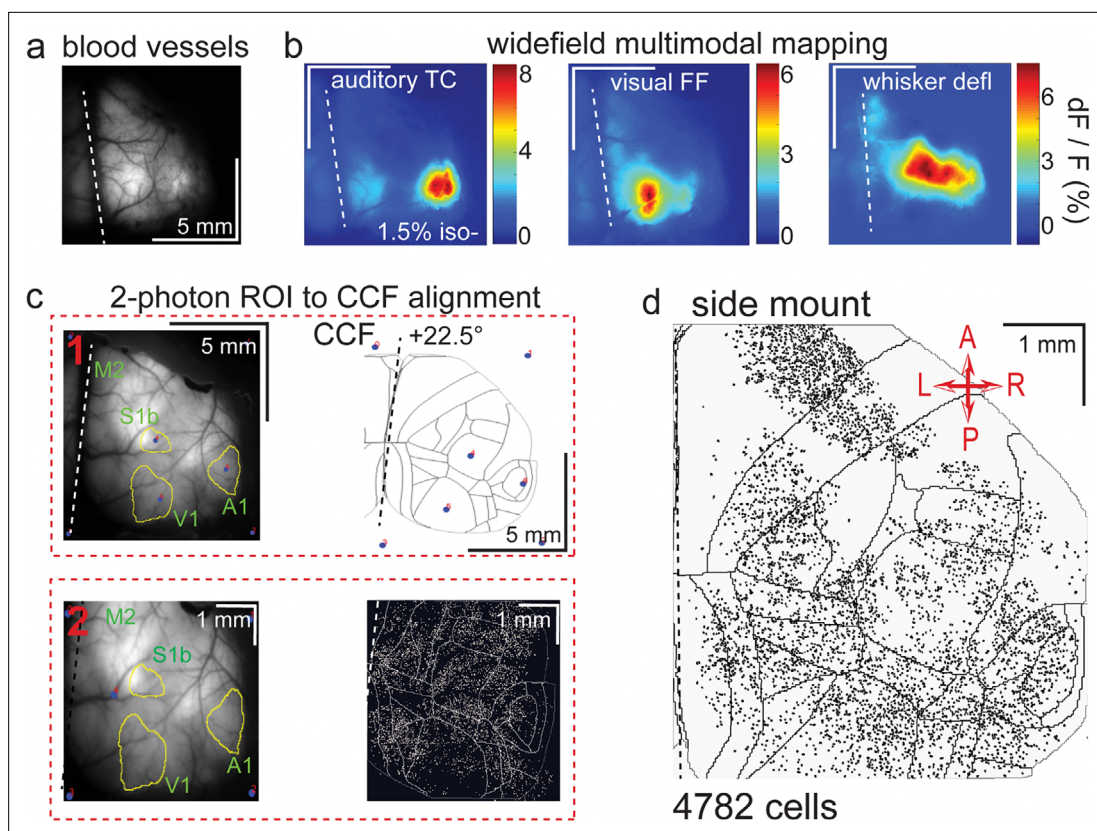 a blood vessels
5 mm
b widefield multimodal mapping
auditory TC
1.5% iso-
8
4
2
0
visual FF
6
3
0
whisker defl
6
3
0
dF / F (%)
c 2-photon ROI to CCF alignment
1
M2
S1b
V1
A1
5 mm
CCF
+22.5°
5 mm
2
M2
S1b
V1
A1
1 mm
1 mm
d side mount
1 mm
A
L R
P
4782 cells